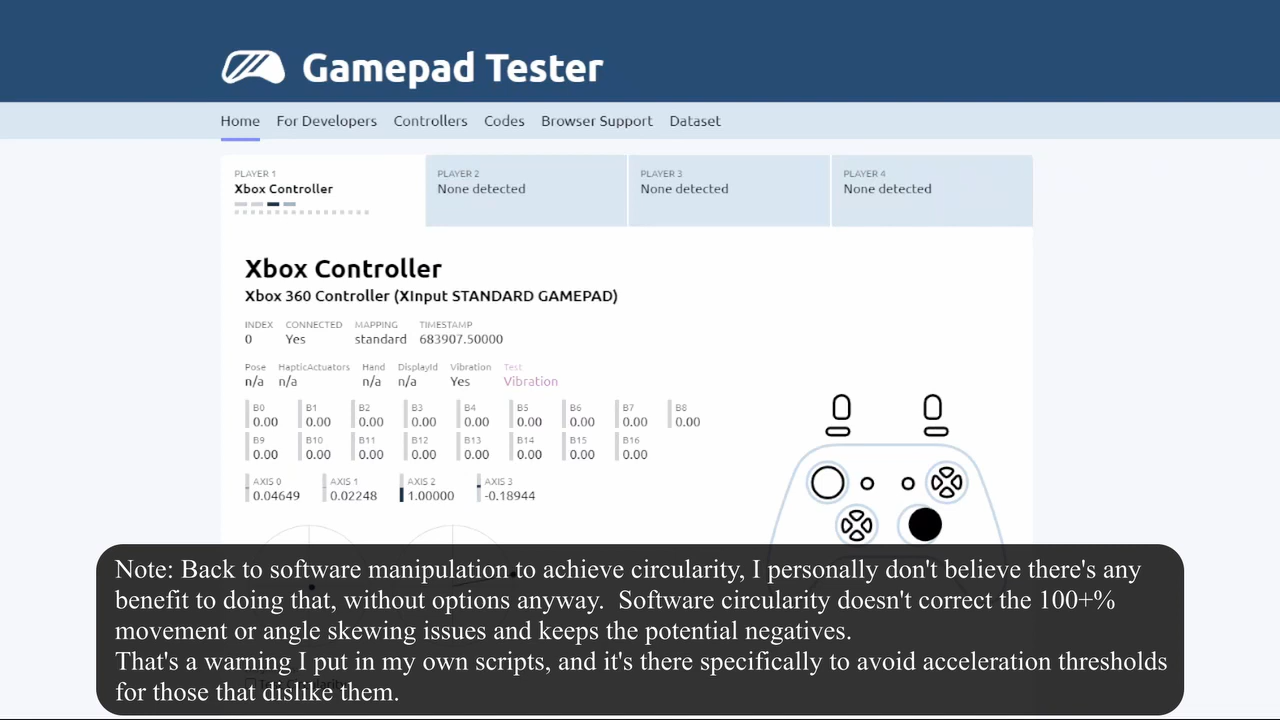 Gamepad Tester
Home For Developers Controllers Codes Browser Support Dataset
PLAYER 1 PLAYER 2 PLAYER 3 PLAYER 4
Xbox Controller None detected None detected None detected
Xbox Controller
Xbox 360 Controller (XInput STANDARD GAMEPAD)
INDEX CONNECTED MAPPING TIMESTAMP
0 Yes standard 683907.50000
Pose HapticActuators Hand DisplayId Vibration Test
n/a n/a n/a n/a Yes Vibration
B0 B1 B2 B3 B4 B5 B6 B7 B8
0.00 0.00 0.00 0.00 0.00 0.00 0.00 0.00 0.00
B9 B10 B11 B12 B13 B14 B15 B16
0.00 0.00 0.00 0.00 0.00 0.00 0.00 0.00
AXIS 0 AXIS 1 AXIS 2 AXIS 3
0.04649 0.02248 1.00000 -0.18944
Note: Back to software manipulation to achieve circularity, I personally don't believe there's any
benefit to doing that, without options anyway. Software circularity doesn't correct the 100+%
movement or angle skewing issues and keeps the potential negatives.
That's a warning I put in my own scripts, and it's there specifically to avoid acceleration thresholds
for those that dislike them.